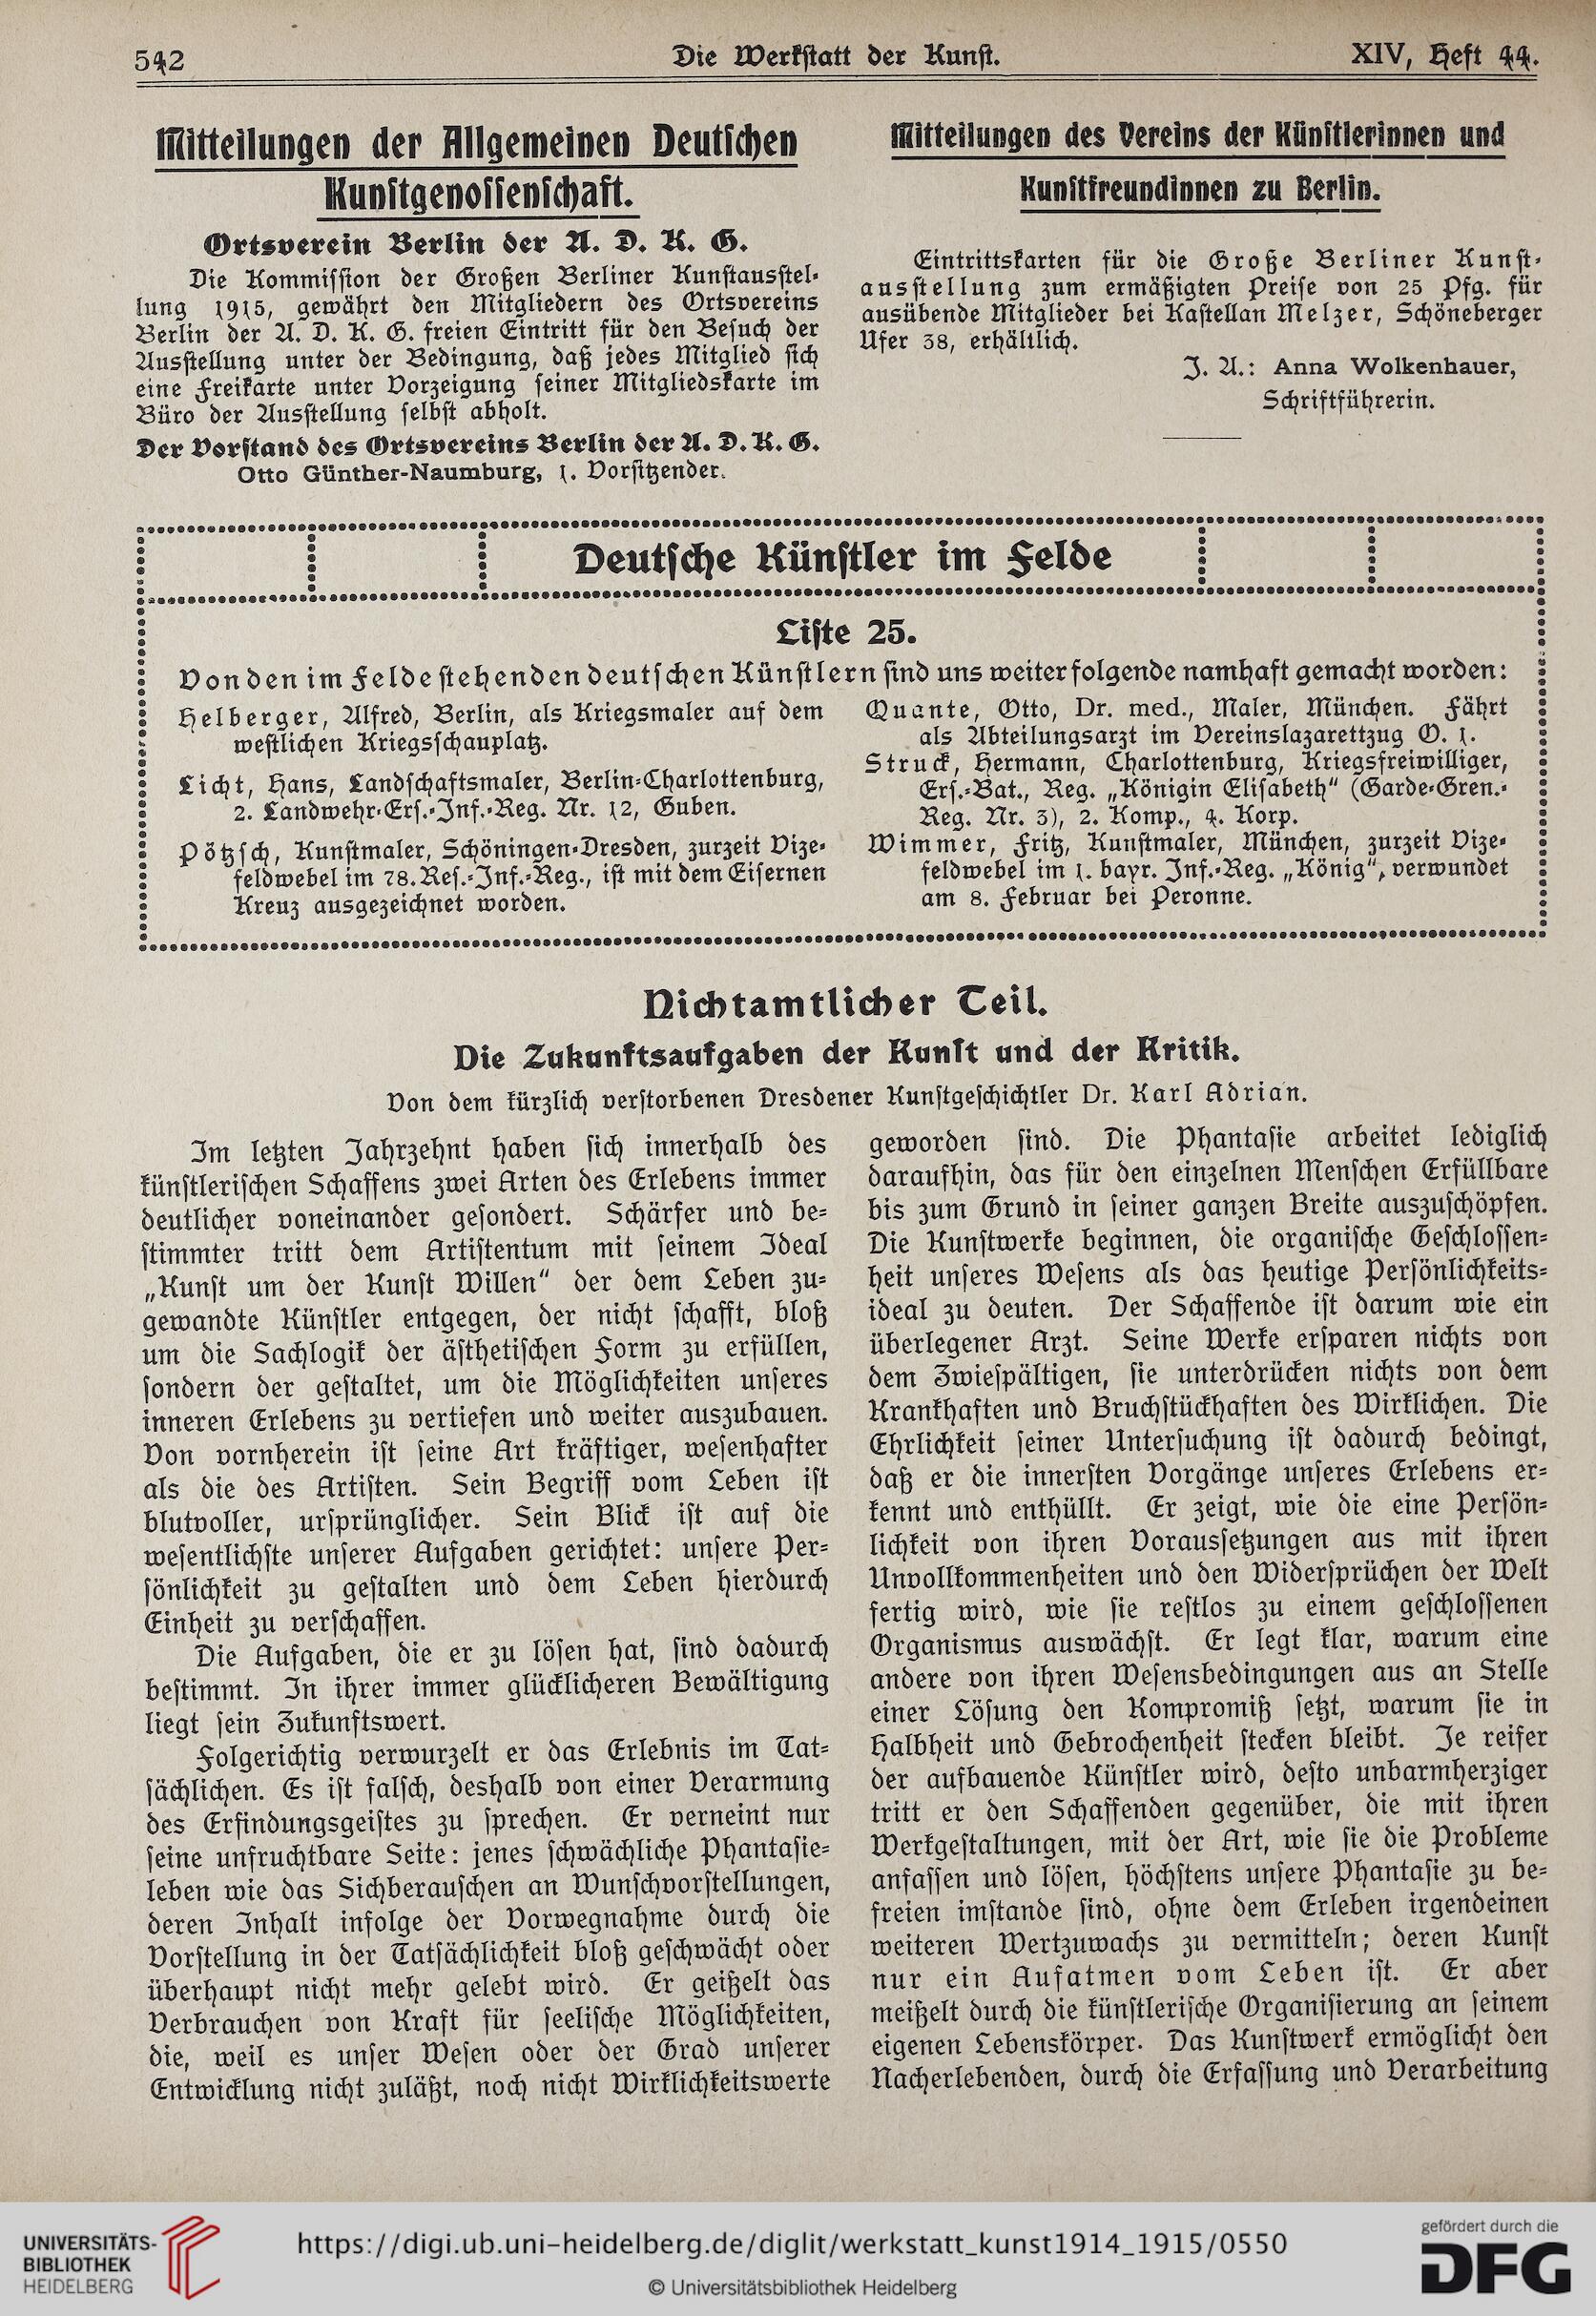 542
Die Werkſtatt der Kunſt.
XIV, Heft 44.
Mitteilungen der Allgemeinen Deutſchen
Kunſtgenoſſenſchaft.
Ortsverein Berlin der A. D. K. G.
Die Kommiſſion der Großen Berliner Kunſtausſtel-
lung 1915, gewährt den Mitgliedern des Ortsvereins
Berlin der A. D. K. G. freien Eintritt für den Beſuch der
Ausſtellung unter der Bedingung, daß jedes Mitglied ſich
eine Freikarte unter Vorzeigung ſeiner Mitgliedskarte im
Büro der Ausſtellung ſelbſt abholt.
Der Vorſtand des Ortsvereins Berlin der A. D. K. G.
Otto Günther-Naumburg, 1. Vorſitzender.
Mitteilungen des Vereins der Künſtlerinnen und
Kunſtfreundinnen zu Berlin.
Eintrittskarten für die Große Berliner Kunſt-
ausſtellung zum ermäßigten Preiſe von 25 Pfg. für
ausübende Mitglieder bei Kaſtellan Melzer, Schöneberger
Ufer 38, erhältlich.
J. A.: Anna Wolkenhauer,
Schriftführerin.
Deutſche Künſtler im Felde
Liſte 25.
Von den im Felde ſtehenden deutſchen Künſtlern ſind uns weiter folgende namhaft gemacht worden:
Helberger, Alfred, Berlin, als Kriegsmaler auf dem
weſtlichen Kriegsſchauplatz.
Licht, Hans, Landſchaftsmaler, Berlin-Charlottenburg,
2. Landwehr-Erſ.-Inf.-Reg. Nr. 12, Guben.
Pötzſch, Kunſtmaler, Schöningen-Dresden, zurzeit Vize-
feldwebel im 78. Reſ.-Inf.-Reg., iſt mit dem Eiſernen
Kreuz ausgezeichnet worden.
Quante, Otto, Dr. med., Maler, München. Fährt
als Abteilungsarzt im Vereinslazarettzug O. 1.
Struck, Hermann, Charlottenburg, Kriegsfreiwilliger,
Erſ.-Bat., Reg. „Königin Eliſabeth“ (Garde-Gren.-
Reg. Nr. 3), 2. Komp., 4. Korp.
Wimmer, Fritz, Kunſtmaler, München, zurzeit Vize-
feldwebel im 1. bayr. Inf.-Reg. „König“, verwundet
am 8. Februar bei Peronne.
Nichtamtlicher Teil.
Die Zukunftsaufgaben der Kunſt und der Kritik.
Von dem kürzlich verſtorbenen Dresdener Kunſtgeſchichtler Dr. Karl Adrian.
Im letzten Jahrzehnt haben ſich innerhalb des
künſtleriſchen Schaffens zwei Arten des Erlebens immer
deutlicher voneinander geſondert. Schärfer und be-
ſtimmter tritt dem Artiſtentum mit ſeinem Ideal
„Kunſt um der Kunſt Willen“ der dem Leben zu-
gewandte Künſtler entgegen, der nicht ſchafft, bloß
um die Sachlogik der äſthetiſchen Form zu erfüllen,
ſondern der geſtaltet, um die Möglichkeiten unſeres
inneren Erlebens zu vertiefen und weiter auszubauen.
Von vornherein iſt ſeine Art kräftiger, weſenhafter
als die des Artiſten. Sein Begriff vom Leben iſt
blutvoller, urſprünglicher. Sein Blick iſt auf die
weſentlichſte unſerer Aufgaben gerichtet: unſere Per-
ſönlichkeit zu geſtalten und dem Leben hierdurch
Einheit zu verſchaffen.
Die Aufgaben, die er zu löſen hat, ſind dadurch
beſtimmt. In ihrer immer glücklicheren Bewältigung
liegt ſein Zukunftswert.
Folgerichtig verwurzelt er das Erlebnis im Tat-
ſächlichen. Es iſt falſch, deshalb von einer Verarmung
des Erfindungsgeiſtes zu ſprechen. Er verneint nur
ſeine unfruchtbare Seite: jenes ſchwächliche Phantaſie-
leben wie das Sichberauſchen an Wunſchvorſtellungen,
deren Inhalt infolge der Vorwegnahme durch die
Vorſtellung in der Tatſächlichkeit bloß geſchwächt oder
überhaupt nicht mehr gelebt wird. Er geißelt das
Verbrauchen von Kraft für ſeeliſche Möglichkeiten,
die, weil es unſer Weſen oder der Grad unſerer
Entwicklung nicht zuläßt, noch nicht Wirklichkeitswerte
geworden ſind. Die Phantaſie arbeitet lediglich
daraufhin, das für den einzelnen Menſchen Erfüllbare
bis zum Grund in ſeiner ganzen Breite auszuſchöpfen.
Die Kunſtwerke beginnen, die organiſche Geſchloſſen-
heit unſeres Weſens als das heutige Perſönlichkeits-
ideal zu deuten. Der Schaffende iſt darum wie ein
überlegener Arzt. Seine Werke erſparen nichts von
dem Zwieſpältigen, ſie unterdrücken nichts von dem
Krankhaften und Bruchſtückhaften des Wirklichen. Die
Ehrlichkeit ſeiner Unterſuchung iſt dadurch bedingt,
daß er die innerſten Vorgänge unſeres Erlebens er-
kennt und enthüllt. Er zeigt, wie die eine Perſön-
lichkeit von ihren Vorausſetzungen aus mit ihren
Unvollkommenheiten und den Widerſprüchen der Welt
fertig wird, wie ſie reſtlos zu einem geſchloſſenen
Organismus auswächſt. Er legt klar, warum eine
andere von ihren Weſensbedingungen aus an Stelle
einer Löſung den Kompromiß ſetzt, warum ſie in
Halbheit und Gebrochenheit ſtecken bleibt. Je reifer
der aufbauende Künſtler wird, deſto unbarmherziger
tritt er den Schaffenden gegenüber, die mit ihren
Werkgeſtaltungen, mit der Art, wie ſie die Probleme
anfaſſen und löſen, höchſtens unſere Phantaſie zu be-
freien imſtande ſind, ohne dem Erleben irgendeinen
weiteren Wertzuwachs zu vermitteln; deren Kunſt
nur ein Aufatmen vom Leben iſt. Er aber
meißelt durch die künſtleriſche Organiſierung an ſeinem
eigenen Lebenskörper. Das Kunſtwerk ermöglicht den
Nacherlebenden, durch die Erfaſſung und Verarbeitung
UNIVERSITÄTS-
BIBLIOTHEK
HEIDELBERG
https://digi.ub.uni-heidelberg.de/diglit/werkstatt_kunst1914_1915/0550
© Universitätsbibliothek Heidelberg
gefördert durch die
DFG